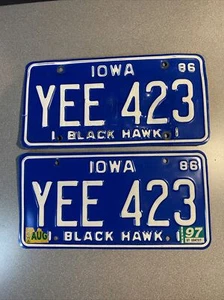 IOWA 86
YEE 423
BLACK HAWK
IOWA 86
YEE 423
AUG BLACK HAWK 97